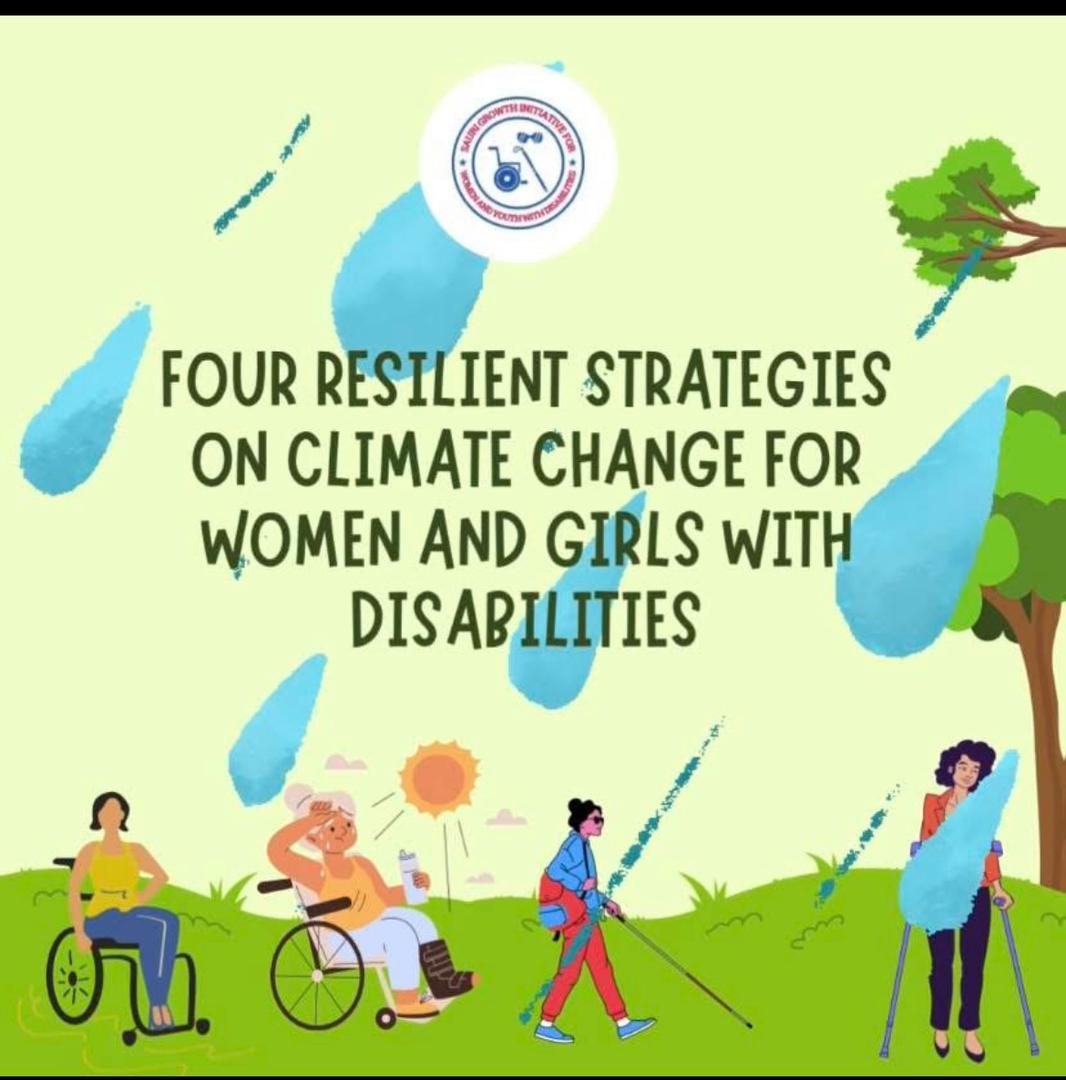 SAURI GROWTH INITIATIVE FOR
WOMEN AND YOUTH WITH DISABILITIES
FOUR RESILIENT STRATEGIES
ON CLIMATE CHANGE FOR
WOMEN AND GIRLS WITH
DISABILITIES